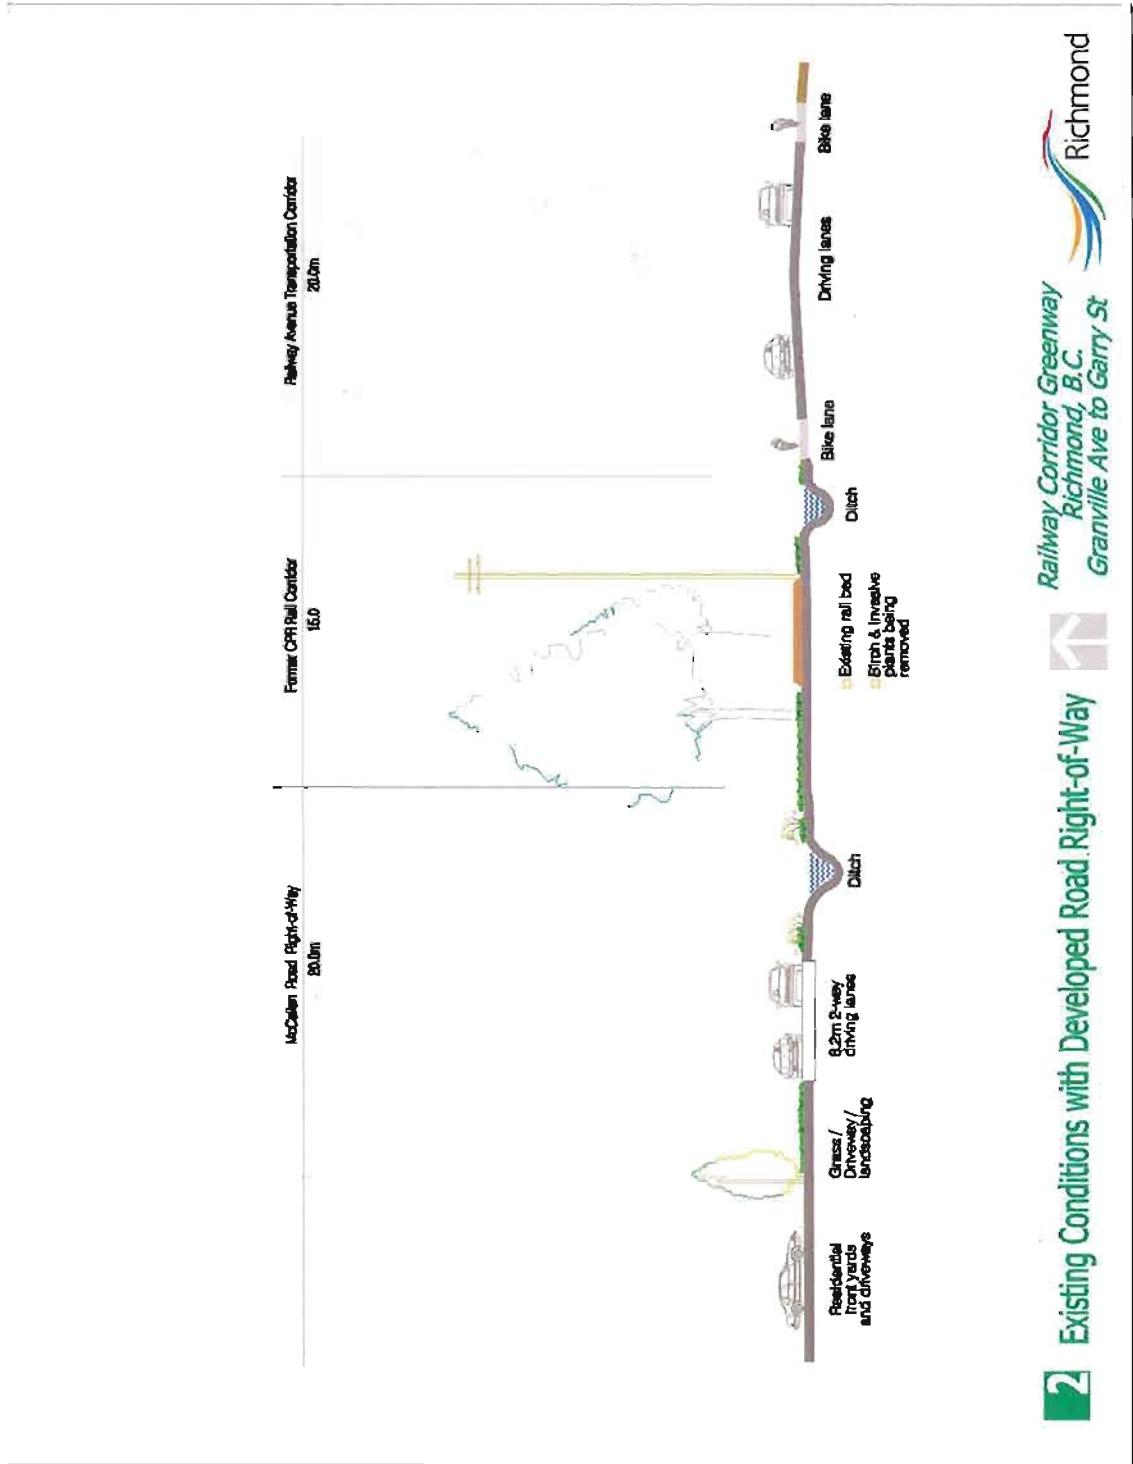 McCallan Road Right-of-Way
20.0m
Former CPR Rail Corridor
15.0
Railway Avenue Transportation Corridor
20.0m
Residential
front yards
and driveways
Grass /
Driveway /
landscaping
6.2m 2-way
driving lanes
Ditch
Existing rail bed
Birch & invasive
plants being
removed
Ditch
Bike lane
Driving lanes
Bike lane
2 Existing Conditions with Developed Road Right-of-Way
Railway Corridor Greenway
Richmond, B.C.
Granville Ave to Garry St
Richmond